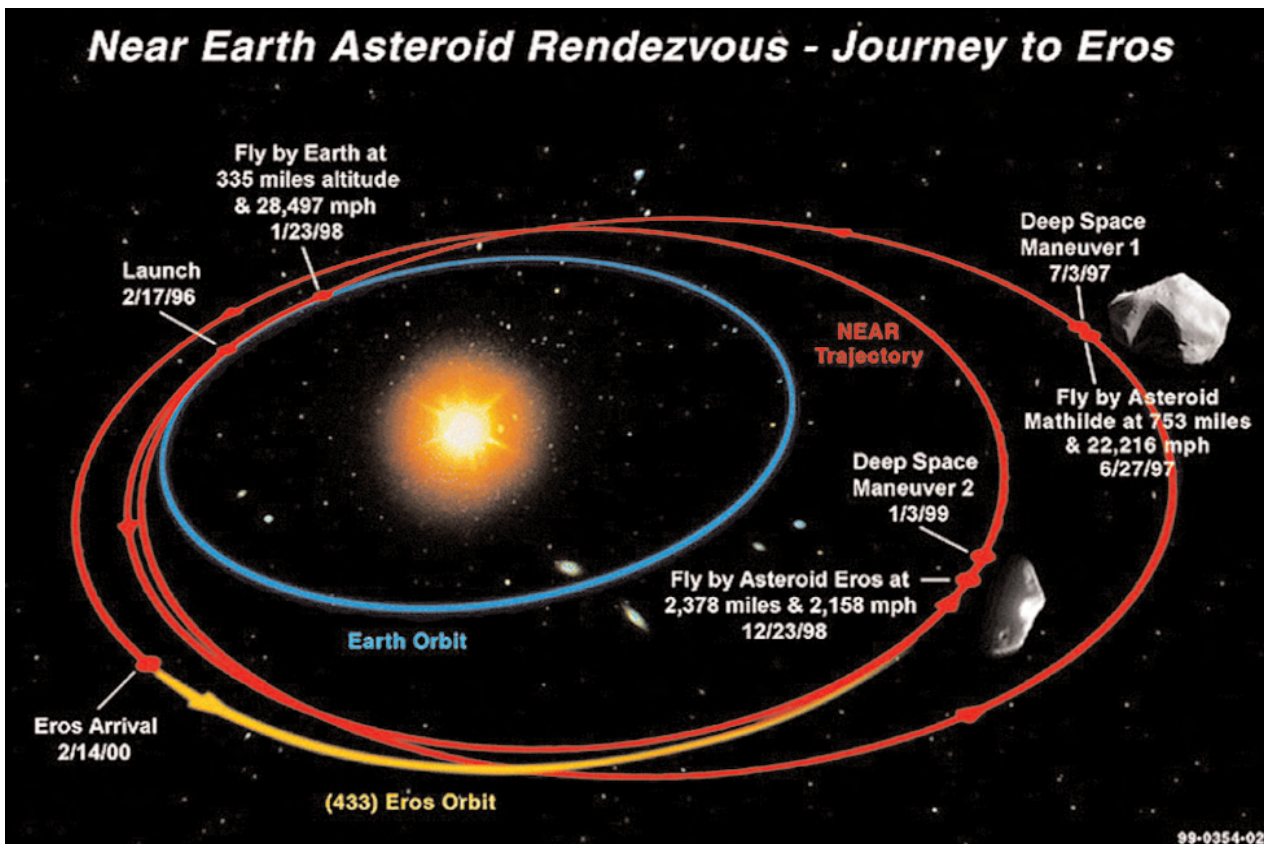 Near Earth Asteroid Rendezvous - Journey to Eros
Fly by Earth at
335 miles altitude
& 28,497 mph
1/23/98
Launch
2/17/96
Deep Space
Maneuver 1
7/3/97
NEAR
Trajectory
Fly by Asteroid
Mathilde at 753 miles
& 22,216 mph
6/27/97
Deep Space
Maneuver 2
1/3/99
Fly by Asteroid Eros at
2,378 miles & 2,158 mph
12/23/98
Earth Orbit
Eros Arrival
2/14/00
(433) Eros Orbit
99-0354-02